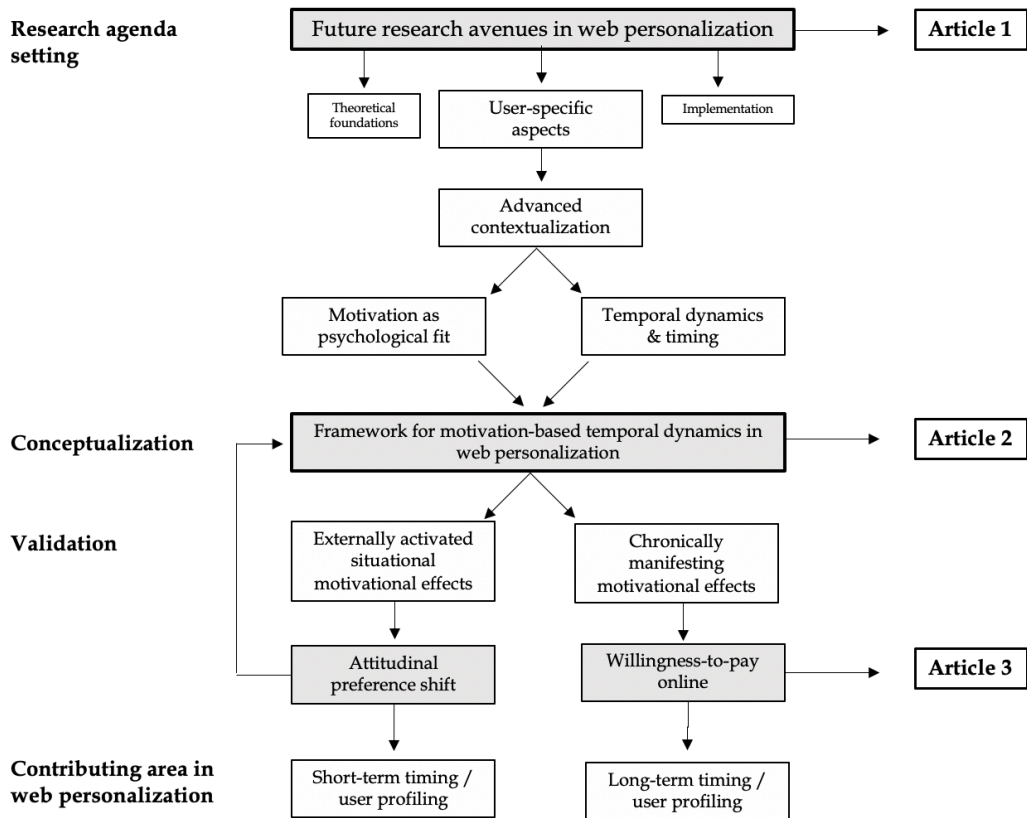 Research agenda
setting
Future research avenues in web personalization
Article 1
Theoretical
foundations
User-specific
aspects
Implementation
Advanced
contextualization
Motivation as
psychological fit
Temporal dynamics
& timing
Conceptualization
Framework for motivation-based temporal dynamics in
web personalization
Article 2
Validation
Externally activated
situational
motivational effects
Chronically
manifesting
motivational effects
Attitudinal
preference shift
Willingness-to-pay
online
Article 3
Contributing area in
web personalization
Short-term timing /
user profiling
Long-term timing /
user profiling